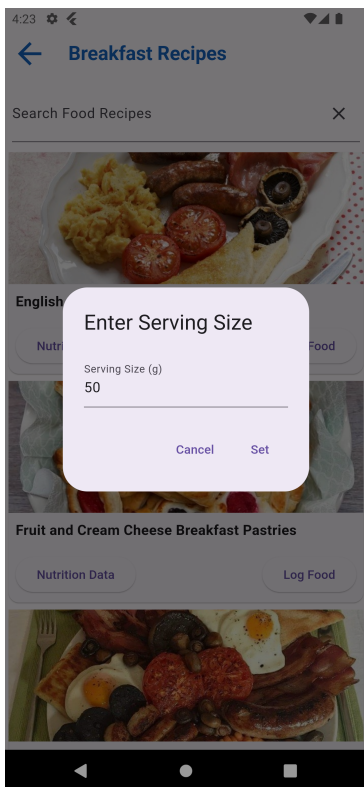 4:23
Breakfast Recipes
Search Food Recipes
English
Nutri
Food
Enter Serving Size
Serving Size (g)
50
Cancel Set
Fruit and Cream Cheese Breakfast Pastries
Nutrition Data Log Food